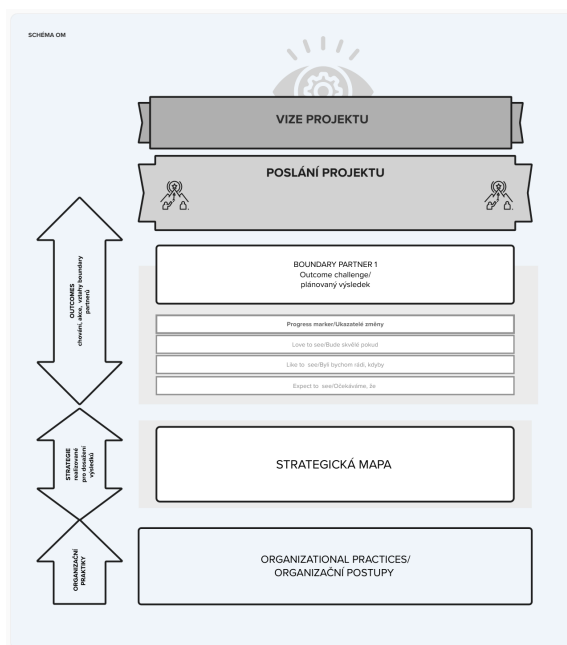 SCHÉMA OM
VIZE PROJEKTU
POSLÁNÍ PROJEKTU
OUTCOMES
chování, akce, vztahy boundary
partnerů
BOUNDARY PARTNER 1
Outcome challenge/
plánovaný výsledek
Progress marker/Ukazatelé změny
Love to see/Bude skvělé pokud
Like to see/Byli bychom rádi, kdyby
Expect to see/Očekáváme, že
STRATEGIE
realizované
pro dosažení
výsledků
STRATEGICKÁ MAPA
ORGANIZAČNÍ
PRAKTIKY
ORGANIZATIONAL PRACTICES/
ORGANIZAČNÍ POSTUPY